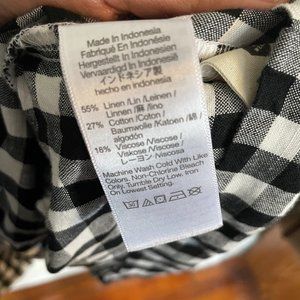 Made In Indonesia
Fabriqué En Indonésie
Hergestellt In Indonesien
Vervaardigd In Indonesië
インドネシア製
hecho en indonesia
55% Linen/Lin/Leinen/
Linnen/麻/lino
27% Cotton/Coton/
Baumwolle/Katoen/綿/
algodón
18% Viscose/Viscose/
Viskose/Viscose/
レーヨン/viscosa
Machine Wash Cold With Like
Colors. Non-Chlorine Bleach
Only. Tumble Dry Low. Iron
On Lowest Setting.